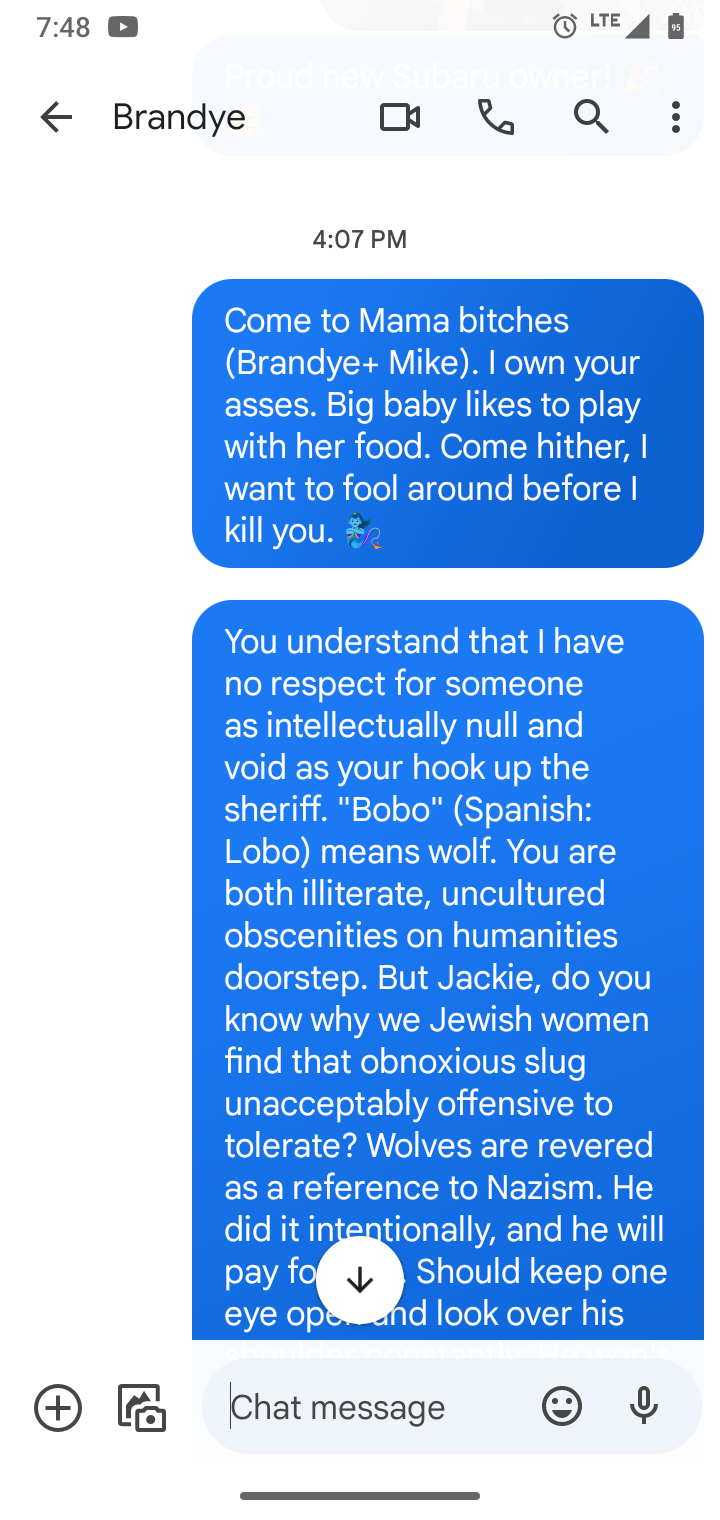 7:48
LTE
95
Proud new Subaru owner! 🎉
Brandye
4:07 PM
Come to Mama bitches
(Brandye+ Mike). I own your
asses. Big baby likes to play
with her food. Come hither, I
want to fool around before I
kill you. 🧞‍♀️
You understand that I have
no respect for someone
as intellectually null and
void as your hook up the
sheriff. "Bobo" (Spanish:
Lobo) means wolf. You are
both illiterate, uncultured
obscenities on humanities
doorstep. But Jackie, do you
know why we Jewish women
find that obnoxious slug
unacceptably offensive to
tolerate? Wolves are revered
as a reference to Nazism. He
did it intentionally, and he will
pay Should keep one
eye and look over his
shoulder constantly. He won't
Chat message